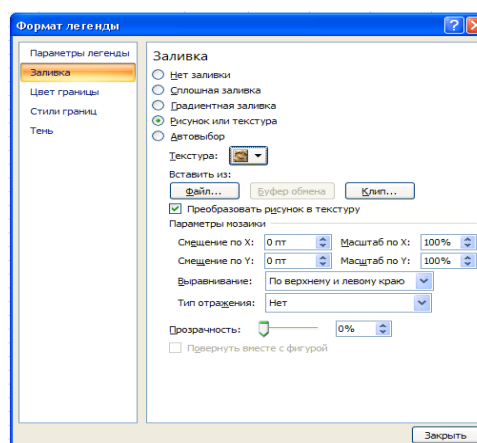 Формат легенды
Параметры легенды
Заливка
Цвет границы
Стили границ
Тень
Заливка
Нет заливки
Сплошная заливка
Градиентная заливка
Рисунок или текстура
Автовыбор
Текстура:
Вставить из:
Файл... Буфер обмена Клип...
Преобразовать рисунок в текстуру
Параметры мозаики
Смещение по X: 0 пт Масштаб по X: 100%
Смещение по Y: 0 пт Масштаб по Y: 100%
Выравнивание: По верхнему и левому краю
Тип отражения: Нет
Прозрачность: 0%
Повернуть вместе с фигурой
Закрыть